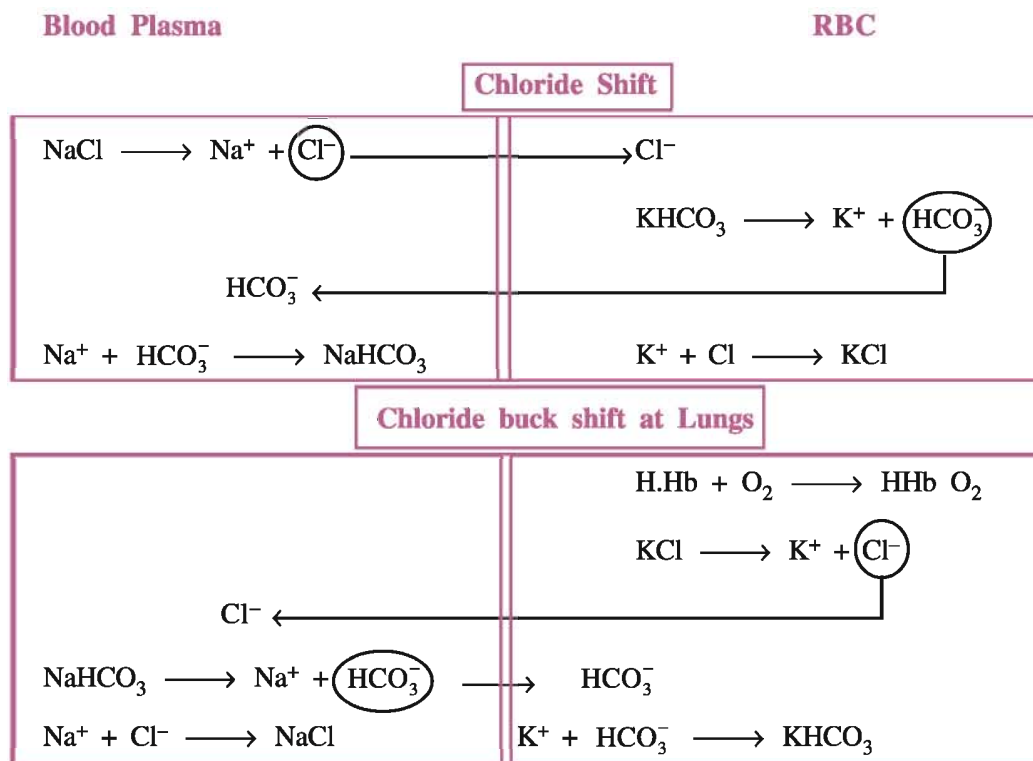 Blood Plasma RBC
Chloride Shift
NaCl ⟶ Na⁺ + Cl⁻ ⟶ Cl⁻
KHCO₃ ⟶ K⁺ + HCO₃⁻
HCO₃⁻ ⟵
Na⁺ + HCO₃⁻ ⟶ NaHCO₃ K⁺ + Cl ⟶ KCl
Chloride buck shift at Lungs
H.Hb + O₂ ⟶ HHb O₂
KCl ⟶ K⁺ + Cl⁻
Cl⁻ ⟵
NaHCO₃ ⟶ Na⁺ + HCO₃⁻ ⟶ HCO₃⁻
Na⁺ + Cl⁻ ⟶ NaCl K⁺ + HCO₃⁻ ⟶ KHCO₃